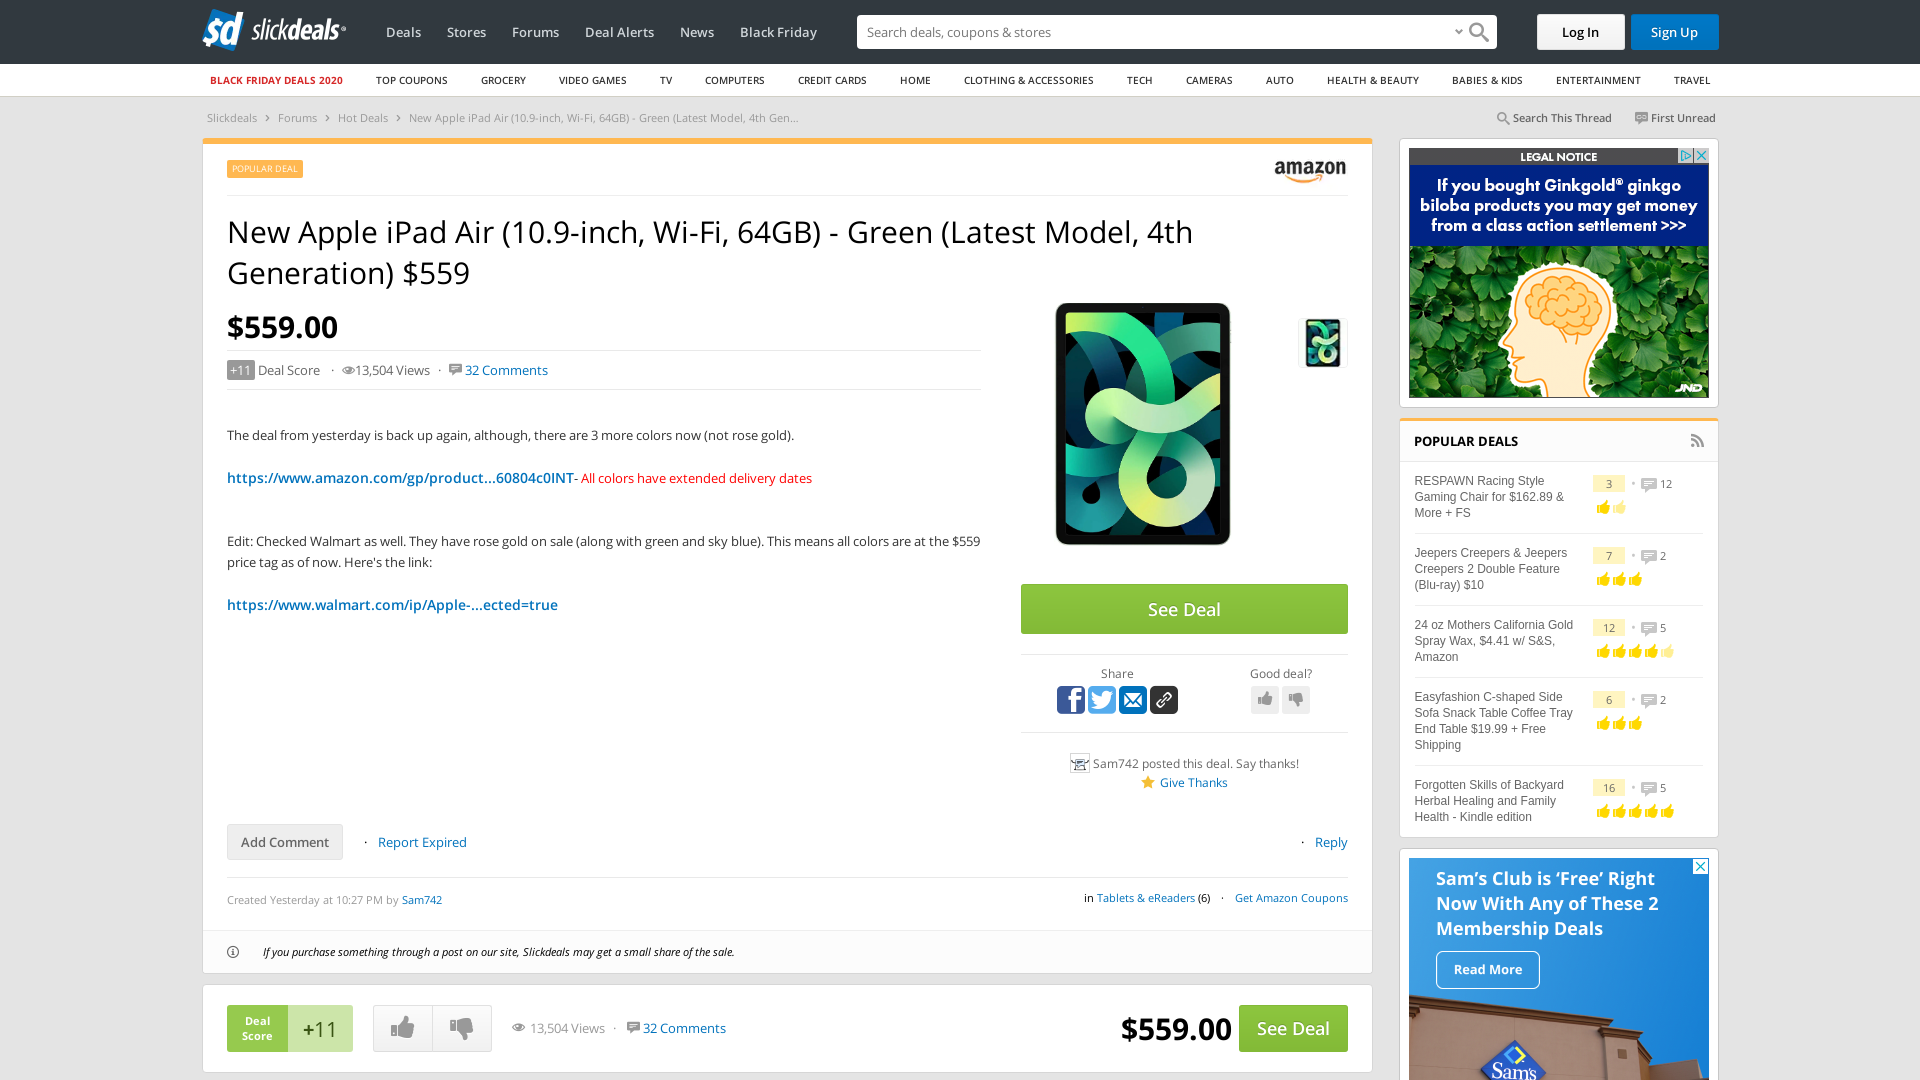 sd slickdeals
Deals Stores Forums Deal Alerts News Black Friday
Search deals, coupons & stores
Log In Sign Up
BLACK FRIDAY DEALS 2020 TOP COUPONS GROCERY VIDEO GAMES TV COMPUTERS CREDIT CARDS HOME CLOTHING & ACCESSORIES TECH CAMERAS AUTO HEALTH & BEAUTY BABIES & KIDS ENTERTAINMENT TRAVEL
Slickdeals > Forums > Hot Deals > New Apple iPad Air (10.9-inch, Wi-Fi, 64GB) - Green (Latest Model, 4th Gen...
Search This Thread First Unread
POPULAR DEAL
amazon
New Apple iPad Air (10.9-inch, Wi-Fi, 64GB) - Green (Latest Model, 4th
Generation) $559
$559.00
+11 Deal Score · 13,504 Views · 32 Comments
The deal from yesterday is back up again, although, there are 3 more colors now (not rose gold).
https://www.amazon.com/gp/product...60804c0INT- All colors have extended delivery dates
Edit: Checked Walmart as well. They have rose gold on sale (along with green and sky blue). This means all colors are at the $559
price tag as of now. Here's the link:
https://www.walmart.com/ip/Apple-...ected=true
See Deal
Share
Good deal?
Sam742 posted this deal. Say thanks!
Give Thanks
Add Comment · Report Expired
· Reply
Created Yesterday at 10:27 PM by Sam742
in Tablets & eReaders (6) · Get Amazon Coupons
If you purchase something through a post on our site, Slickdeals may get a small share of the sale.
Deal
Score
+11
13,504 Views · 32 Comments
$559.00
See Deal
LEGAL NOTICE
If you bought Ginkgold® ginkgo
biloba products you may get money
from a class action settlement >>>
JND
POPULAR DEALS
RESPAWN Racing Style
Gaming Chair for $162.89 &
More + FS
3 • 12
Jeepers Creepers & Jeepers
Creepers 2 Double Feature
(Blu-ray) $10
7 • 2
24 oz Mothers California Gold
Spray Wax, $4.41 w/ S&S,
Amazon
12 • 5
Easyfashion C-shaped Side
Sofa Snack Table Coffee Tray
End Table $19.99 + Free
Shipping
6 • 2
Forgotten Skills of Backyard
Herbal Healing and Family
Health - Kindle edition
16 • 5
Sam's Club is ‘Free’ Right
Now With Any of These 2
Membership Deals
Read More
Sam's